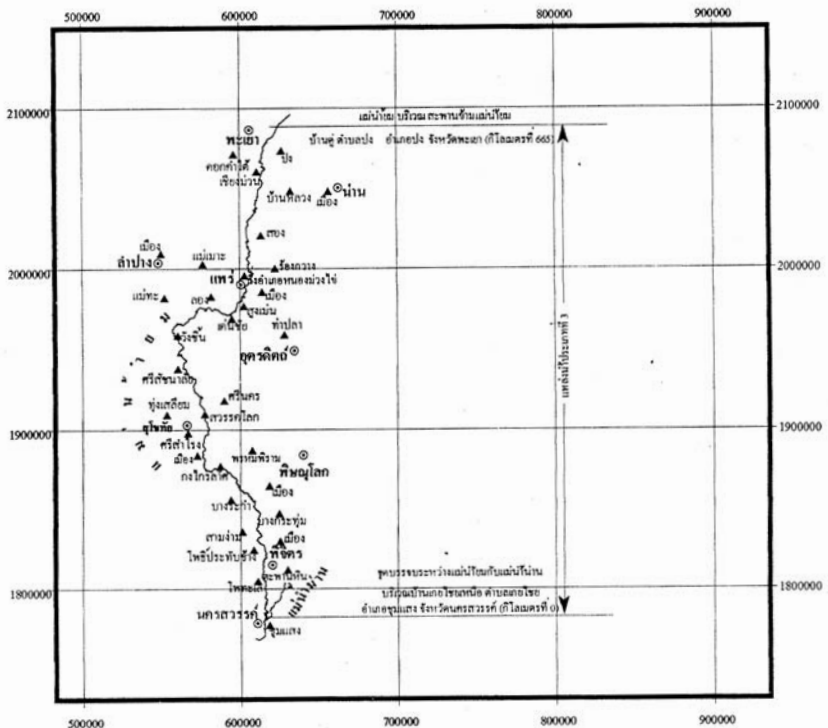 500000 600000 700000 800000 900000
2100000 2100000
แม่น้ำยม บริเวณ สะพานข้ามแม่น้ำยม
บ้านดู่ ตำบลปง อำเภอปง จังหวัดพะเยา (กิโลเมตรที่ 665)
พะเยา
ปง
ดอกคำใต้
เชียงม่วน
น่าน
บ้านหลวง
เมือง
สอง
เมือง
ลำปาง
แม่เมาะ
ร้องกวาง
2000000 2000000
แพร่
กิ่งอำเภอหนองม่วงไข่
แม่ทะ
ลอง
เมือง
สูงเม่น
เด่นชัย
ท่าปลา
วังชิ้น
อุตรดิตถ์
แหล่งน้ำประเภทที่ 3
แม่น้ำยม
ศรีสัชนาลัย
ศรีนคร
ทุ่งเสลี่ยม
สวรรคโลก
1900000 1900000
สุโขทัย
ศรีสำโรง
เมือง
พรหมพิราม
พิษณุโลก
กงไกรลาศ
เมือง
บางระกำ
บางกระทุ่ม
สามง่าม
เมือง
โพธิ์ประทับช้าง
พิจิตร
ตะพานหิน
โพทะเล
แม่น้ำน่าน
จุดบรรจบระหว่างแม่น้ำยมกับแม่น้ำน่าน
บริเวณบ้านเกยไชยเหนือ ตำบลเกยไชย
อำเภอชุมแสง จังหวัดนครสวรรค์ (กิโลเมตรที่ 0)
1800000 1800000
นครสวรรค์
ชุมแสง
500000 600000 700000 800000 900000